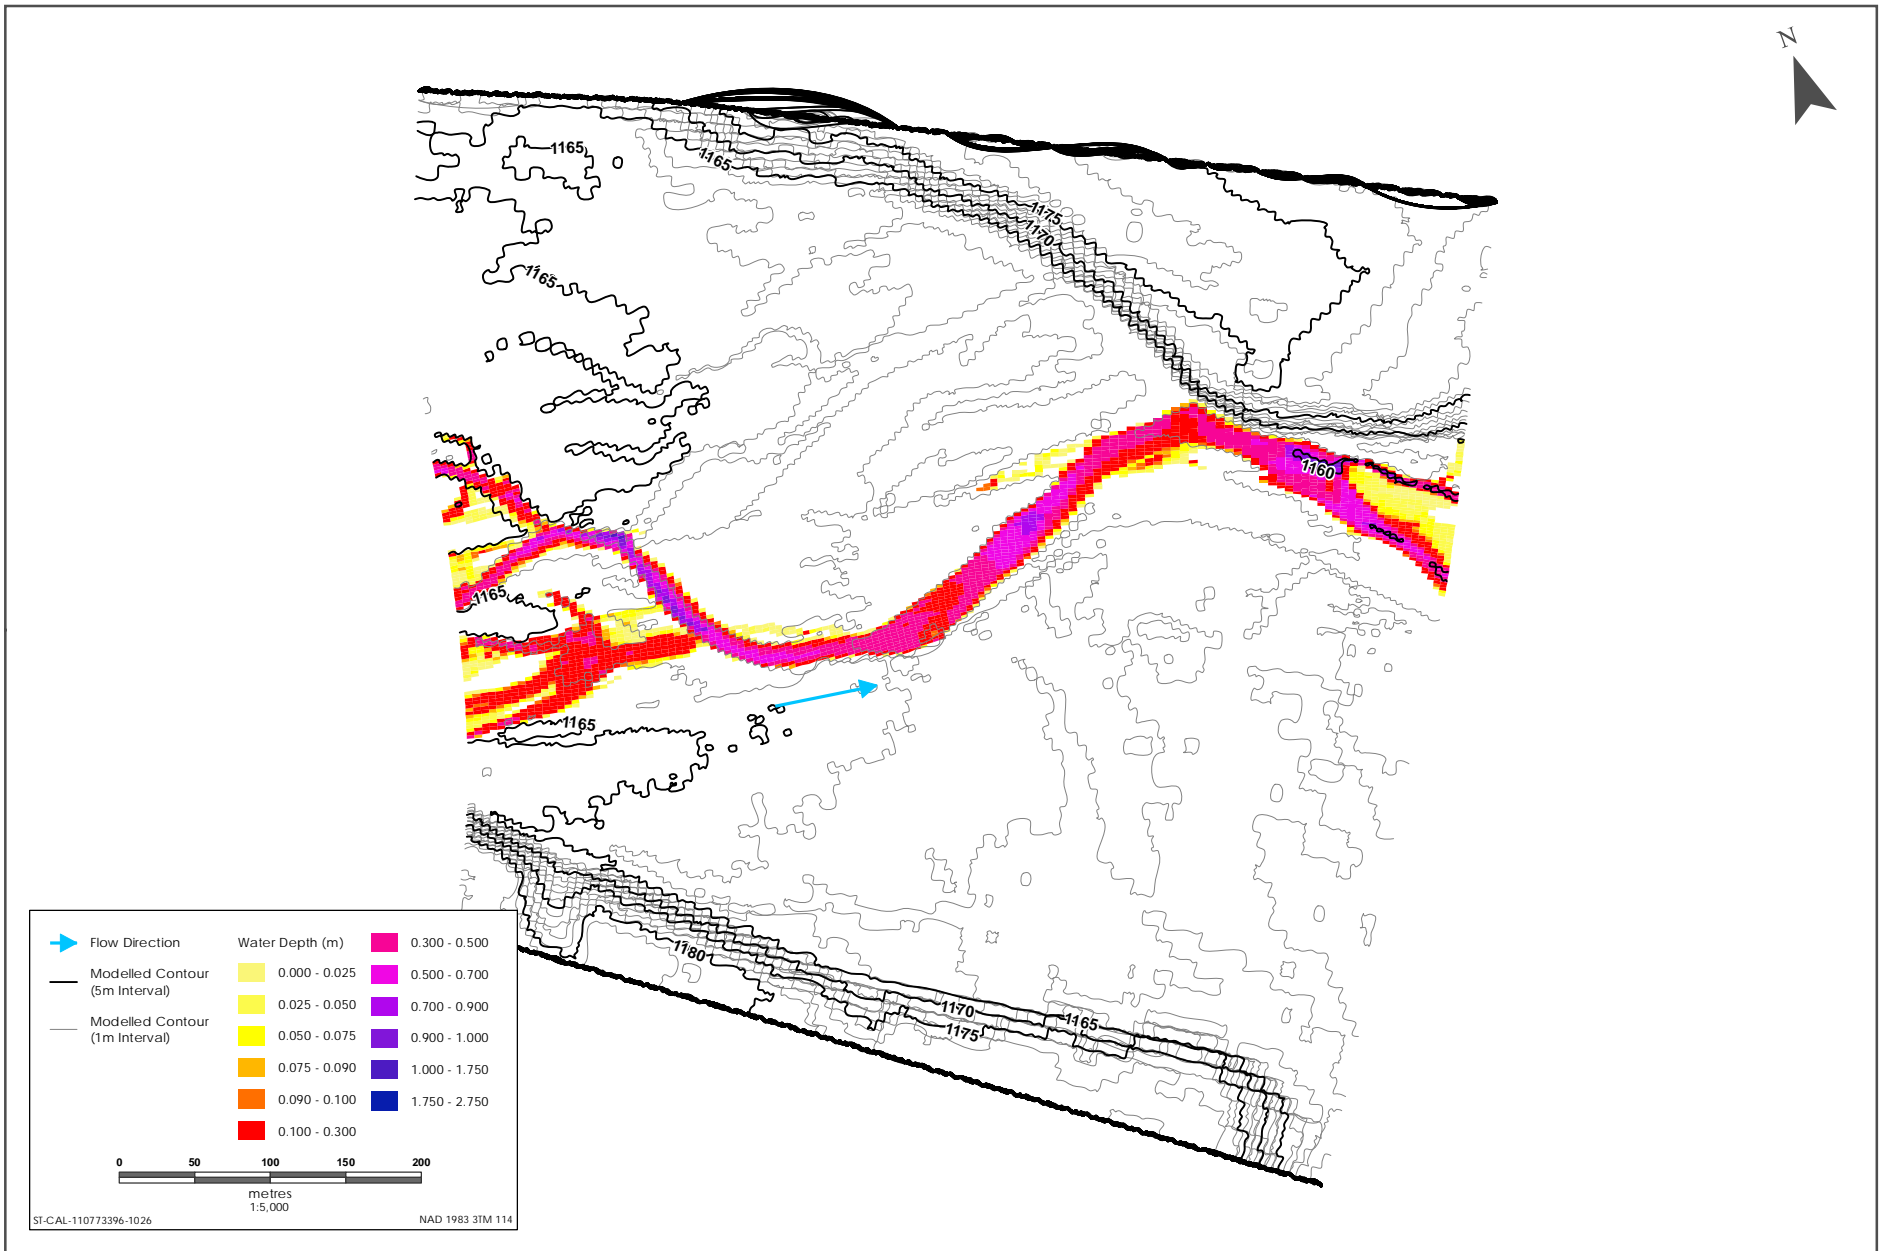 N
1165
1165
1175
1170
1165
1160
1165
1165
1180
1170
1165
1175
Flow Direction
Modelled Contour
(5m Interval)
Modelled Contour
(1m Interval)
Water Depth (m)
0.000 - 0.025
0.025 - 0.050
0.050 - 0.075
0.075 - 0.090
0.090 - 0.100
0.100 - 0.300
0.300 - 0.500
0.500 - 0.700
0.700 - 0.900
0.900 - 1.000
1.000 - 1.750
1.750 - 2.750
0 50 100 150 200
metres
1:5,000
ST-CAL-110773396-1026 NAD 1983 3TM 114